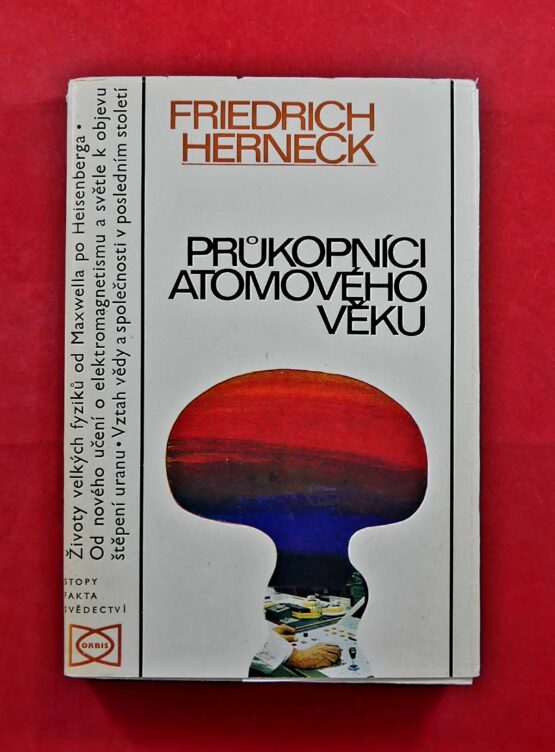 FRIEDRICH
HERNECK
PRŮKOPNÍCI
ATOMOVÉHO
VĚKU
Životy velkých fyziků od Maxwella po Heisenberga •
Od nového učení o elektromagnetismu a světle k objevu
štěpení uranu • Vztah vědy a společnosti v posledním století
STOPY
FAKTA
SVĚDECTVÍ
ORBIS